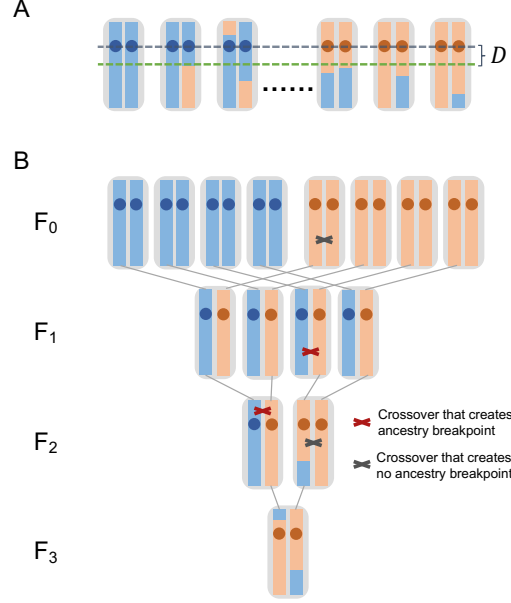 A
D
......
B
F0
F1
F2
F3
Crossover that creates
ancestry breakpoint
Crossover that creates
no ancestry breakpoint